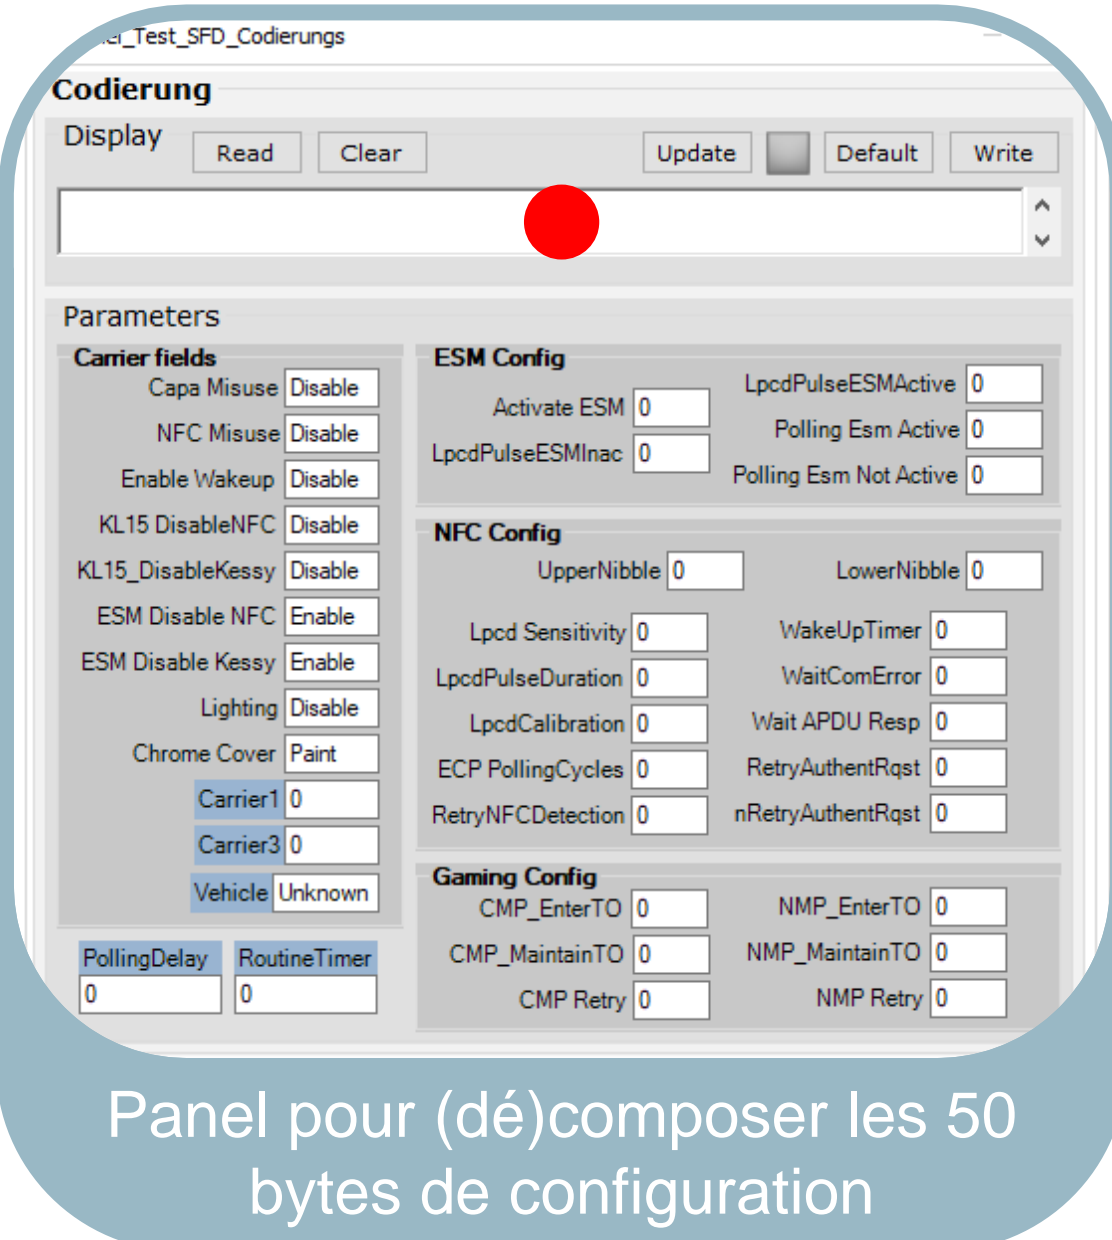 _Test_SFD_Codierungs
Codierung
Display Read Clear Update Default Write
Parameters
Carrier fields
Capa Misuse Disable
NFC Misuse Disable
Enable Wakeup Disable
KL15 DisableNFC Disable
KL15_DisableKessy Disable
ESM Disable NFC Enable
ESM Disable Kessy Enable
Lighting Disable
Chrome Cover Paint
Carrier1 0
Carrier3 0
Vehicle Unknown
PollingDelay RoutineTimer
0 0
ESM Config
Activate ESM 0
LpcdPulseESMInac 0
LpcdPulseESMActive 0
Polling Esm Active 0
Polling Esm Not Active 0
NFC Config
UpperNibble 0 LowerNibble 0
Lpcd Sensitivity 0 WakeUpTimer 0
LpcdPulseDuration 0 WaitComError 0
LpcdCalibration 0 Wait APDU Resp 0
ECP PollingCycles 0 RetryAuthentRqst 0
RetryNFCDetection 0 nRetryAuthentRqst 0
Gaming Config
CMP_EnterTO 0 NMP_EnterTO 0
CMP_MaintainTO 0 NMP_MaintainTO 0
CMP Retry 0 NMP Retry 0
Panel pour (dé)composer les 50
bytes de configuration